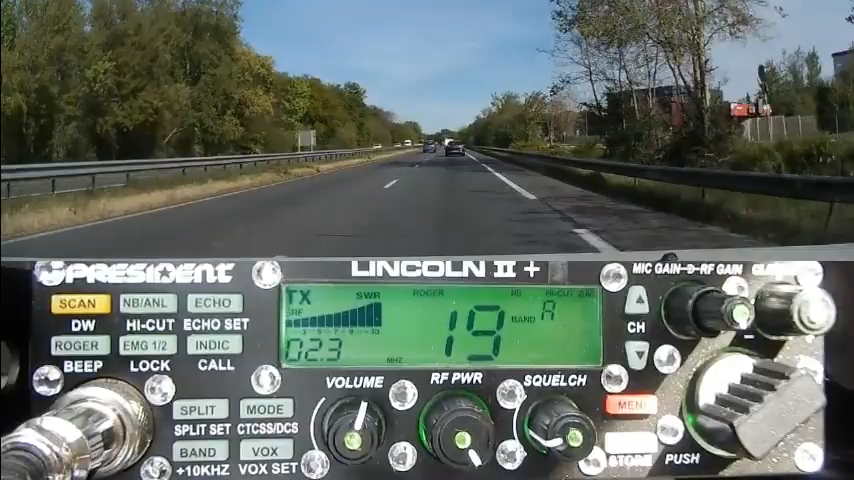 PRESIDENT
LINCOLN II +
MIC GAIN-D-RF GAIN
SCAN
NB/ANL
ECHO
DW
HI-CUT
ECHO SET
ROGER
EMG 1/2
INDIC
BEEP
LOCK
CALL
TX
SWR
ROGER
NB
HI-CUT
RF
19
BAND
A
02.3
MHZ
CH
VOLUME
RF PWR
SQUELCH
MENU
SPLIT
MODE
SPLIT SET
CTCSS/DCS
BAND
VOX
+10KHZ
VOX SET
STORE
PUSH